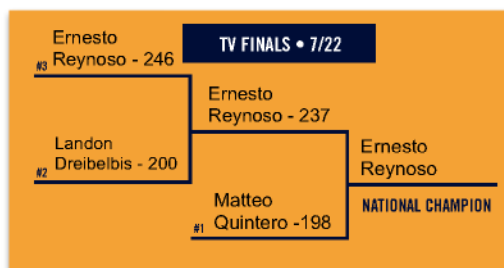 Ernesto
#3 Reynoso - 246
TV FINALS • 7/22
Ernesto
Reynoso - 237
Landon
#2 Dreibelbis - 200
Ernesto
Reynoso
NATIONAL CHAMPION
Matteo
#1 Quintero -198